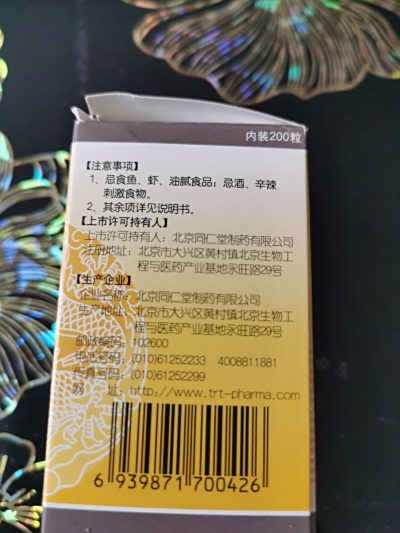 内装200粒
【注意事项】
1、忌食鱼、虾、油腻食品；忌酒、辛辣
刺激食物。
2、其余项详见说明书。
【上市许可持有人】
上市许可持有人：北京同仁堂制药有限公司
注册地址：北京市大兴区黄村镇北京生物工
程与医药产业基地永旺路29号
【生产企业】
企业名称：北京同仁堂制药有限公司
生产地址：北京市大兴区黄村镇北京生物工
程与医药产业基地永旺路29号
邮政编码：102600
电话号码：(010)61252233 4008811881
传真号码：(010)61252299
网 址：http://www.trt-pharma.com
6 939871 700426